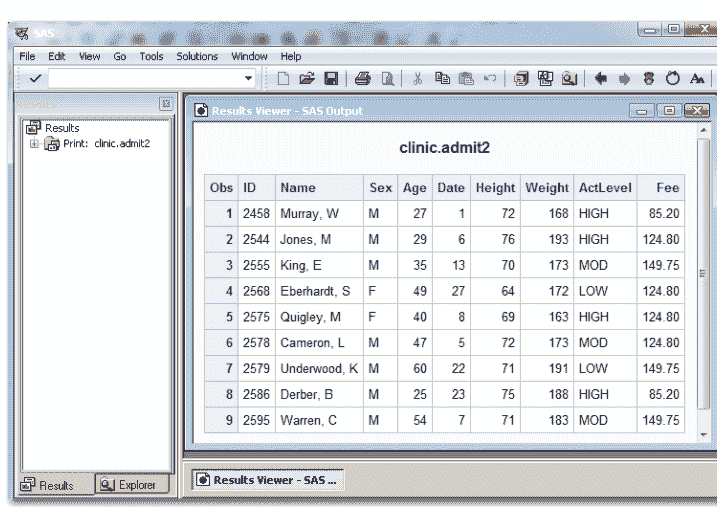 SAS
File Edit View Go Tools Solutions Window Help
Results
Results Viewer - SAS Output
Results
Print: clinic.admit2
clinic.admit2
Obs ID Name Sex Age Date Height Weight ActLevel Fee
1 2458 Murray, W M 27 1 72 168 HIGH 85.20
2 2544 Jones, M M 29 6 76 193 HIGH 124.80
3 2555 King, E M 35 13 70 173 MOD 149.75
4 2568 Eberhardt, S F 49 27 64 172 LOW 124.80
5 2575 Quigley, M F 40 8 69 163 HIGH 124.80
6 2578 Cameron, L M 47 5 72 173 MOD 124.80
7 2579 Underwood, K M 60 22 71 191 LOW 149.75
8 2586 Derber, B M 25 23 75 188 HIGH 85.20
9 2595 Warren, C M 54 7 71 183 MOD 149.75
Results Explorer
Results Viewer - SAS ...